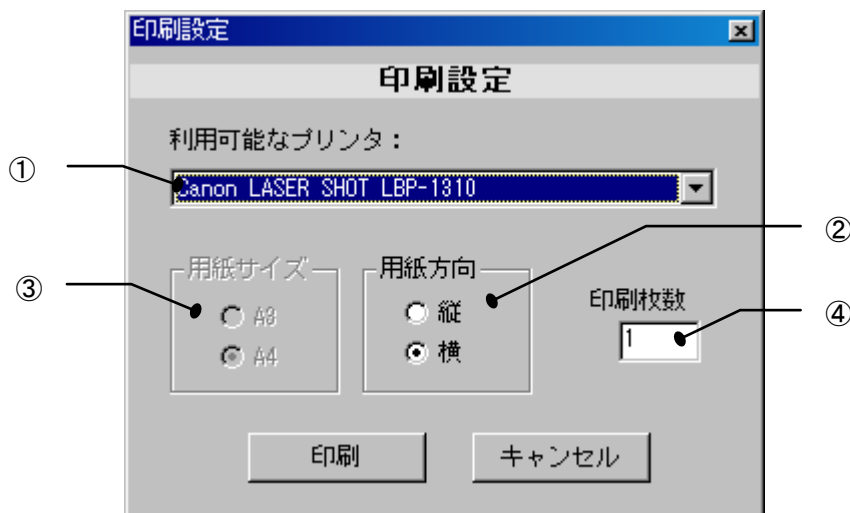 印刷設定
印刷設定
利用可能なプリンタ：
①
Canon LASER SHOT LBP-1310
②
用紙サイズ
用紙方向
③
A3
縦
印刷枚数
④
A4
横
1
印刷
キャンセル